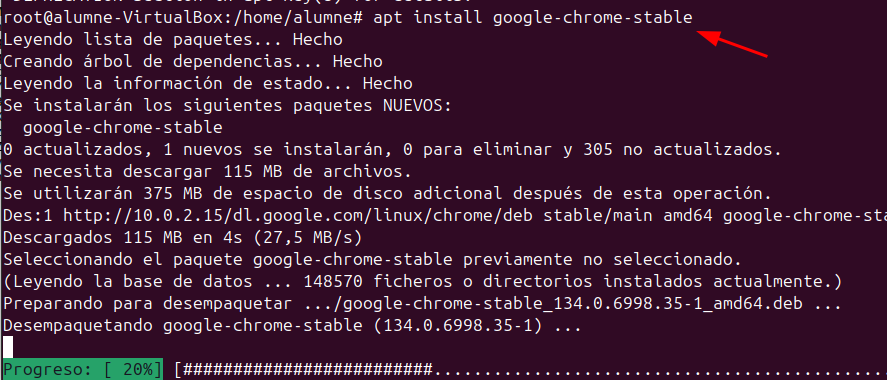 root@alumne-VirtualBox:/home/alumne# apt install google-chrome-stable
Leyendo lista de paquetes... Hecho
Creando árbol de dependencias... Hecho
Leyendo la información de estado... Hecho
Se instalarán los siguientes paquetes NUEVOS:
  google-chrome-stable
0 actualizados, 1 nuevos se instalarán, 0 para eliminar y 305 no actualizados.
Se necesita descargar 115 MB de archivos.
Se utilizarán 375 MB de espacio de disco adicional después de esta operación.
Des:1 http://10.0.2.15/dl.google.com/linux/chrome/deb stable/main amd64 google-chrome-sta
Descargados 115 MB en 4s (27,5 MB/s)
Seleccionando el paquete google-chrome-stable previamente no seleccionado.
(Leyendo la base de datos ... 148570 ficheros o directorios instalados actualmente.)
Preparando para desempaquetar .../google-chrome-stable_134.0.6998.35-1_amd64.deb ...
Desempaquetando google-chrome-stable (134.0.6998.35-1) ...
Progreso: [ 20%] [#########################.............................................